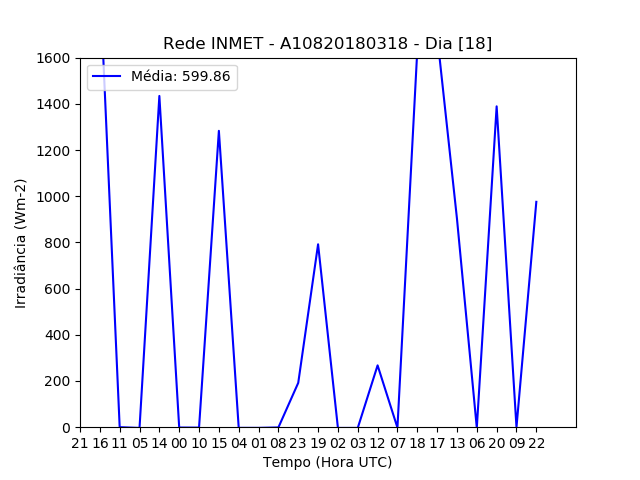 Rede INMET - A10820180318 - Dia [18]
Média: 599.86
Irradiância (Wm-2)
1600
1400
1200
1000
800
600
400
200
0
21 16 11 05 14 00 10 15 04 01 08 23 19 02 03 12 07 18 17 13 06 20 09 22
Tempo (Hora UTC)